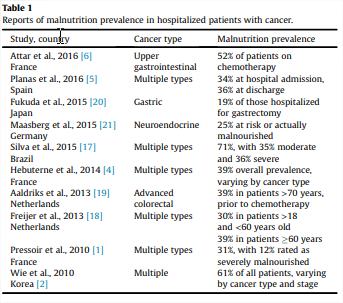 Table 1
Reports of malnutrition prevalence in hospitalized patients with cancer.
Study, country Cancer type Malnutrition prevalence
Attar et al., 2016 [6] Upper 52% of patients on
France gastrointestinal chemotherapy
Planas et al., 2016 [5] Multiple types 34% at hospital admission,
Spain 36% at discharge
Fukuda et al., 2015 [20] Gastric 19% of those hospitalized
Japan for gastrectomy
Maasberg et al., 2015 [21] Neuroendocrine 25% at risk or actually
Germany malnourished
Silva et al., 2015 [17] Multiple types 71%, with 35% moderate
Brazil and 36% severe
Hebuterne et al., 2014 [4] Multiple types 39% overall prevalence,
France varying by cancer type
Aaldriks et al., 2013 [19] Advanced 39% in patients >70 years,
Netherlands colorectal prior to chemotherapy
Freijer et al., 2013 [18] Multiple types 30% in patients >18
Netherlands and <60 years old
39% in patients ≥60 years
Pressoir et al., 2010 [1] Multiple types 31%, with 12% rated as
France severely malnourished
Wie et al., 2010 Multiple 61% of all patients, varying
Korea [2] by cancer type and stage